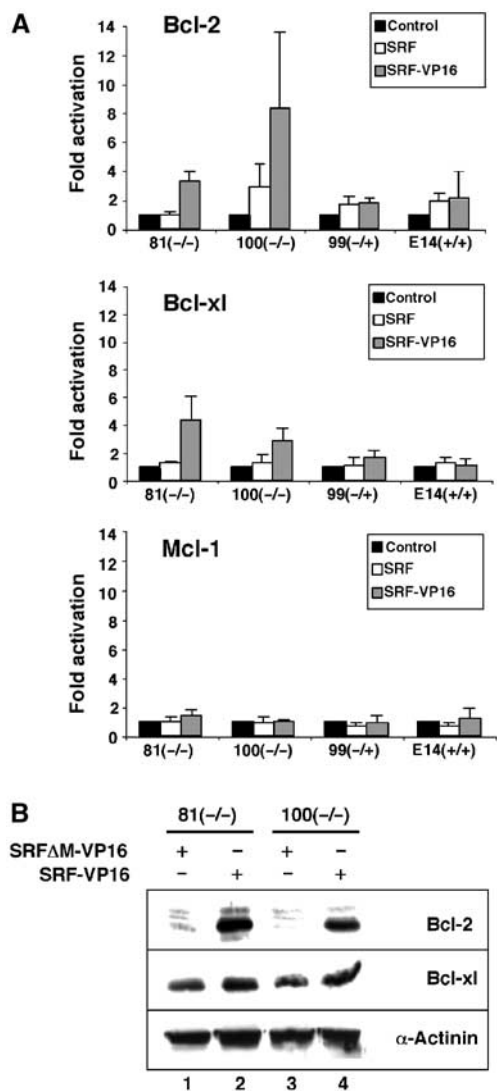 A
Bcl-2
Control
SRF
SRF-VP16
Fold activation
14
12
10
8
6
4
2
0
81(−/−) 100(−/−) 99(−/+) E14(+/+)
Bcl-xl
Control
SRF
SRF-VP16
Fold activation
14
12
10
8
6
4
2
0
81(−/−) 100(−/−) 99(−/+) E14(+/+)
Mcl-1
Control
SRF
SRF-VP16
Fold activation
14
12
10
8
6
4
2
0
81(−/−) 100(−/−) 99(−/+) E14(+/+)
B
81(−/−) 100(−/−)
SRFΔM-VP16 + − + −
SRF-VP16 − + − +
Bcl-2
Bcl-xl
α-Actinin
1 2 3 4